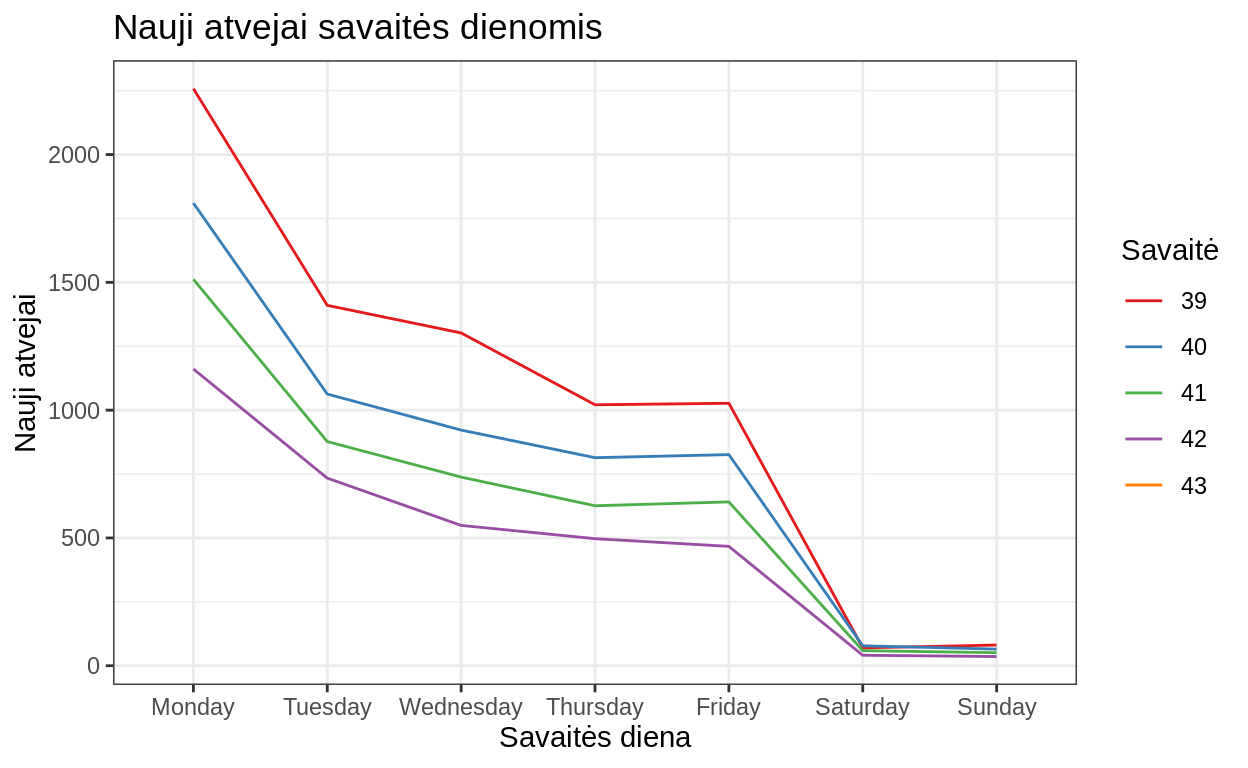 Nauji atvejai savaitės dienomis
Nauji atvejai
2000
1500
1000
500
0
Monday Tuesday Wednesday Thursday Friday Saturday Sunday
Savaitės diena
Savaitė
39
40
41
42
43